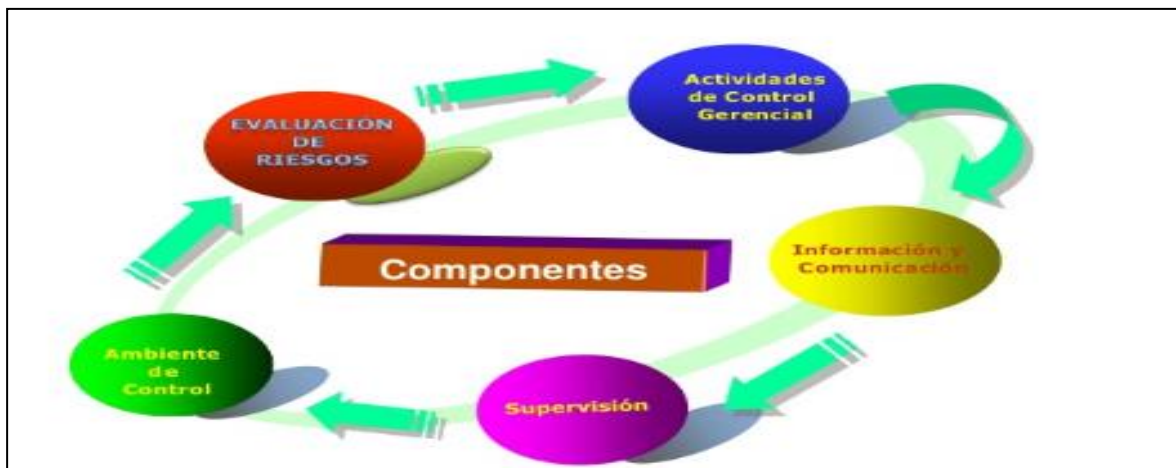 Actividades
de Control
Gerencial
EVALUACION
DE
RIESGOS
Información y
Comunicación
Componentes
Ambiente
de
Control
Supervisión